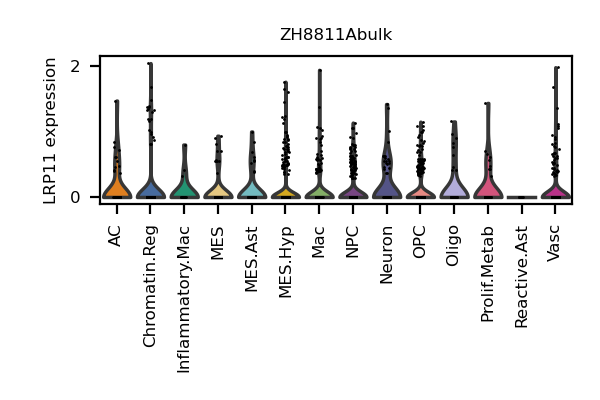 ZH8811Abulk
LRP11 expression
2
0
AC
Chromatin.Reg
Inflammatory.Mac
MES
MES.Ast
MES.Hyp
Mac
NPC
Neuron
OPC
Oligo
Prolif.Metab
Reactive.Ast
Vasc